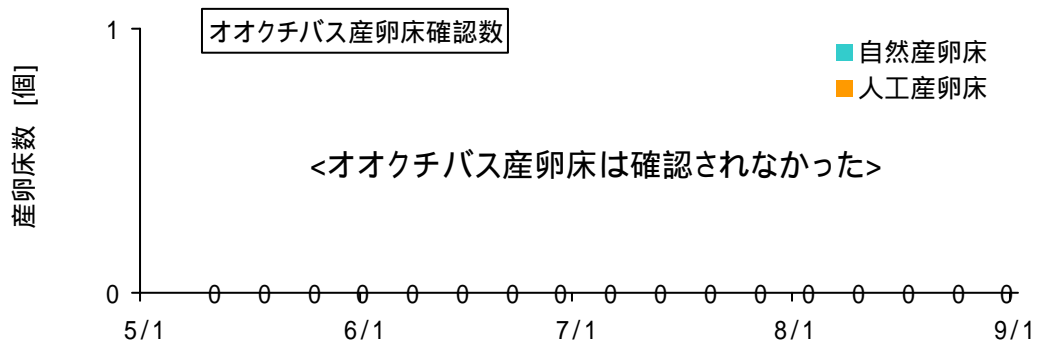 オオクチバス産卵床確認数
1
自然産卵床
人工産卵床
産卵床数 [個]
<オオクチバス産卵床は確認されなかった>
0
0 0 0 0 0 0 0 0 0 0 0 0 0 0 0 0 0
5/1 6/1 7/1 8/1 9/1